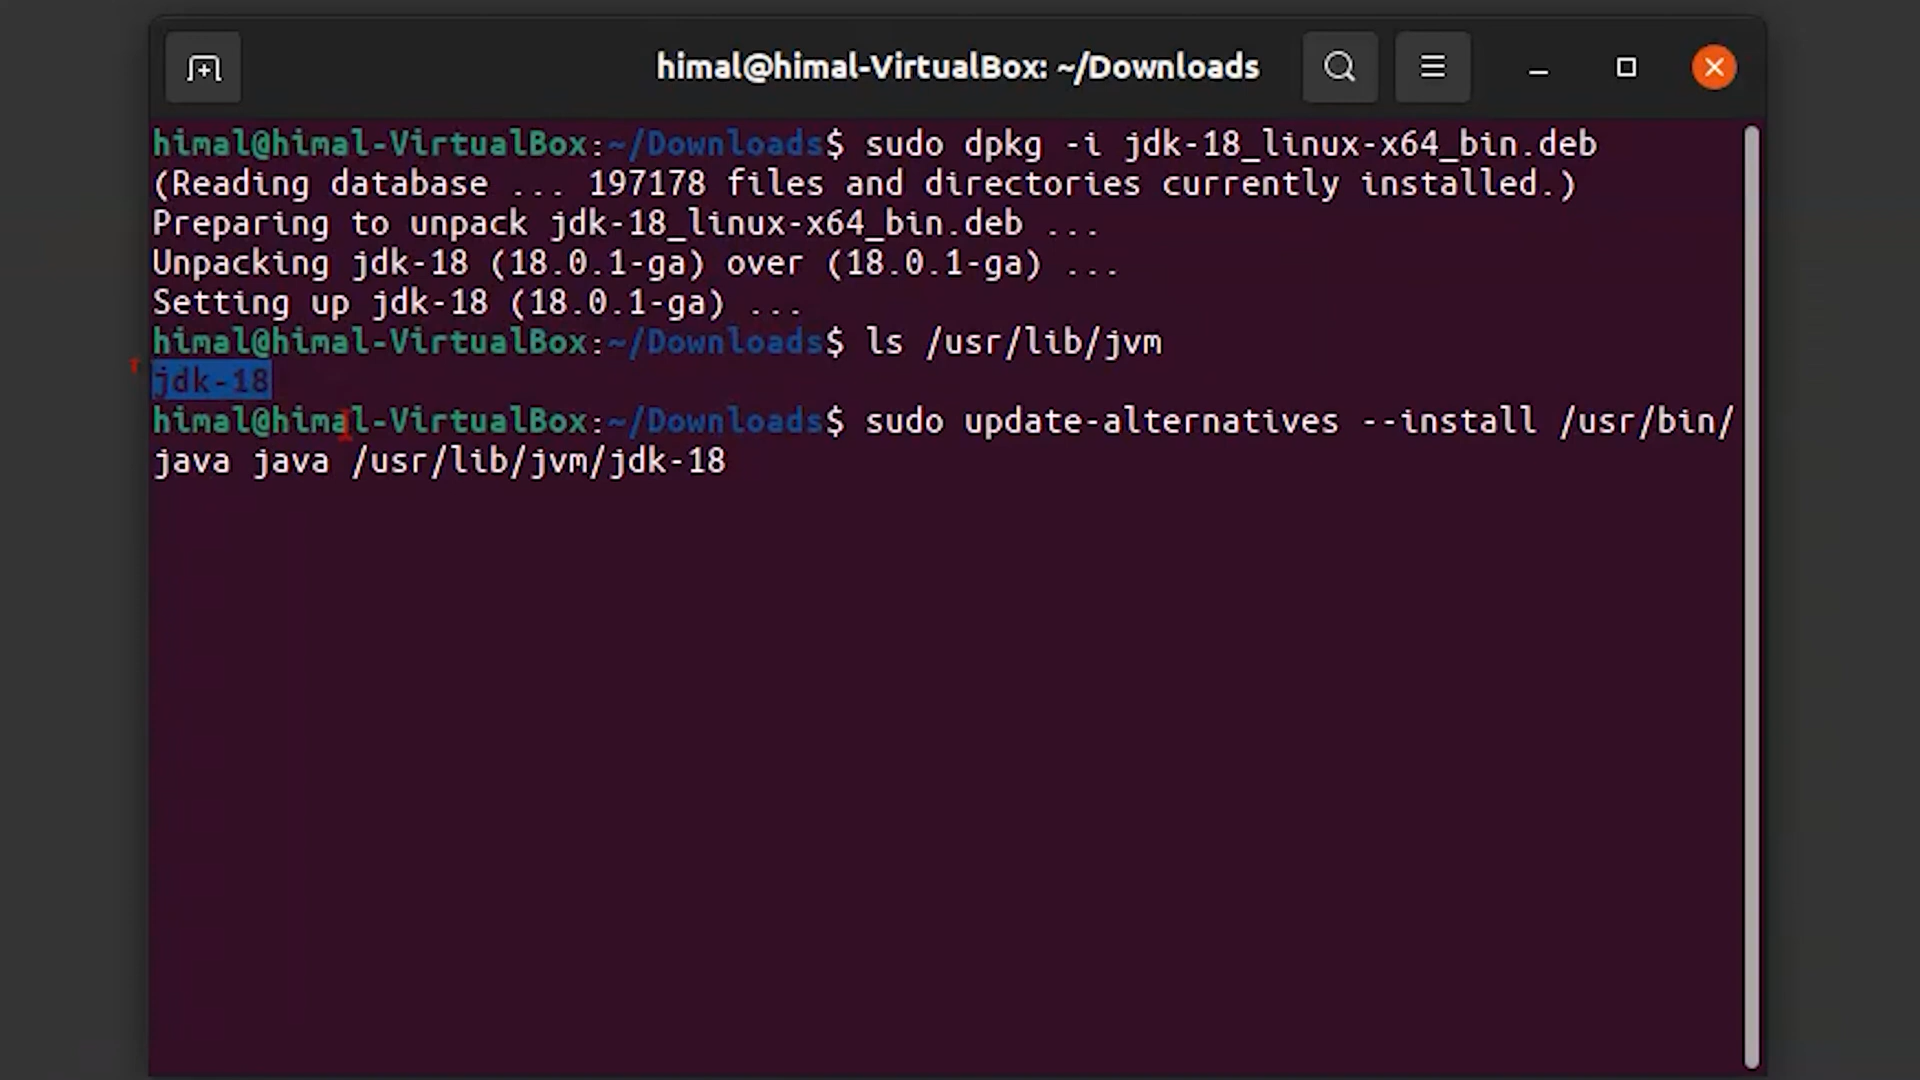 himal@himal-VirtualBox: ~/Downloads
himal@himal-VirtualBox:~/Downloads$ sudo dpkg -i jdk-18_linux-x64_bin.deb
(Reading database ... 197178 files and directories currently installed.)
Preparing to unpack jdk-18_linux-x64_bin.deb ...
Unpacking jdk-18 (18.0.1-ga) over (18.0.1-ga) ...
Setting up jdk-18 (18.0.1-ga) ...
himal@himal-VirtualBox:~/Downloads$ ls /usr/lib/jvm
jdk-18
himal@himal-VirtualBox:~/Downloads$ sudo update-alternatives --install /usr/bin/
java java /usr/lib/jvm/jdk-18